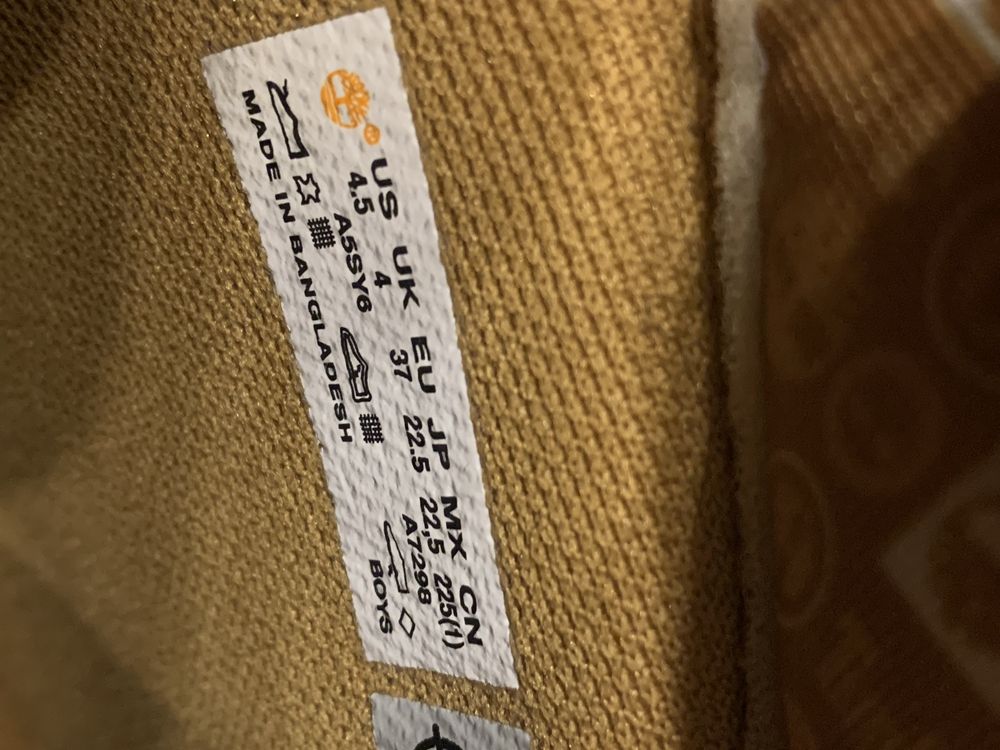 US UK EU JP MX CN
4.5 4 37 22.5 22,5 225(1)
A5SY6 A7298
BOYS
MADE IN BANGLADESH